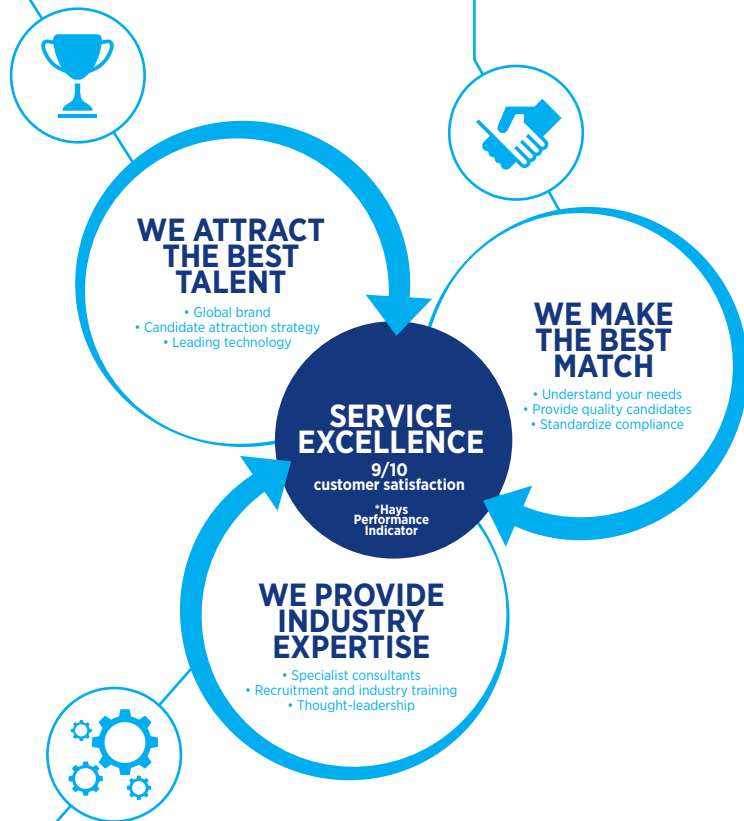 WE ATTRACT
THE BEST
TALENT
• Global brand
• Candidate attraction strategy
• Leading technology
WE MAKE
THE BEST
MATCH
• Understand your needs
• Provide quality candidates
• Standardize compliance
SERVICE
EXCELLENCE
9/10
customer satisfaction
*Hays
Performance
Indicator
WE PROVIDE
INDUSTRY
EXPERTISE
• Specialist consultants
• Recruitment and industry training
• Thought-leadership